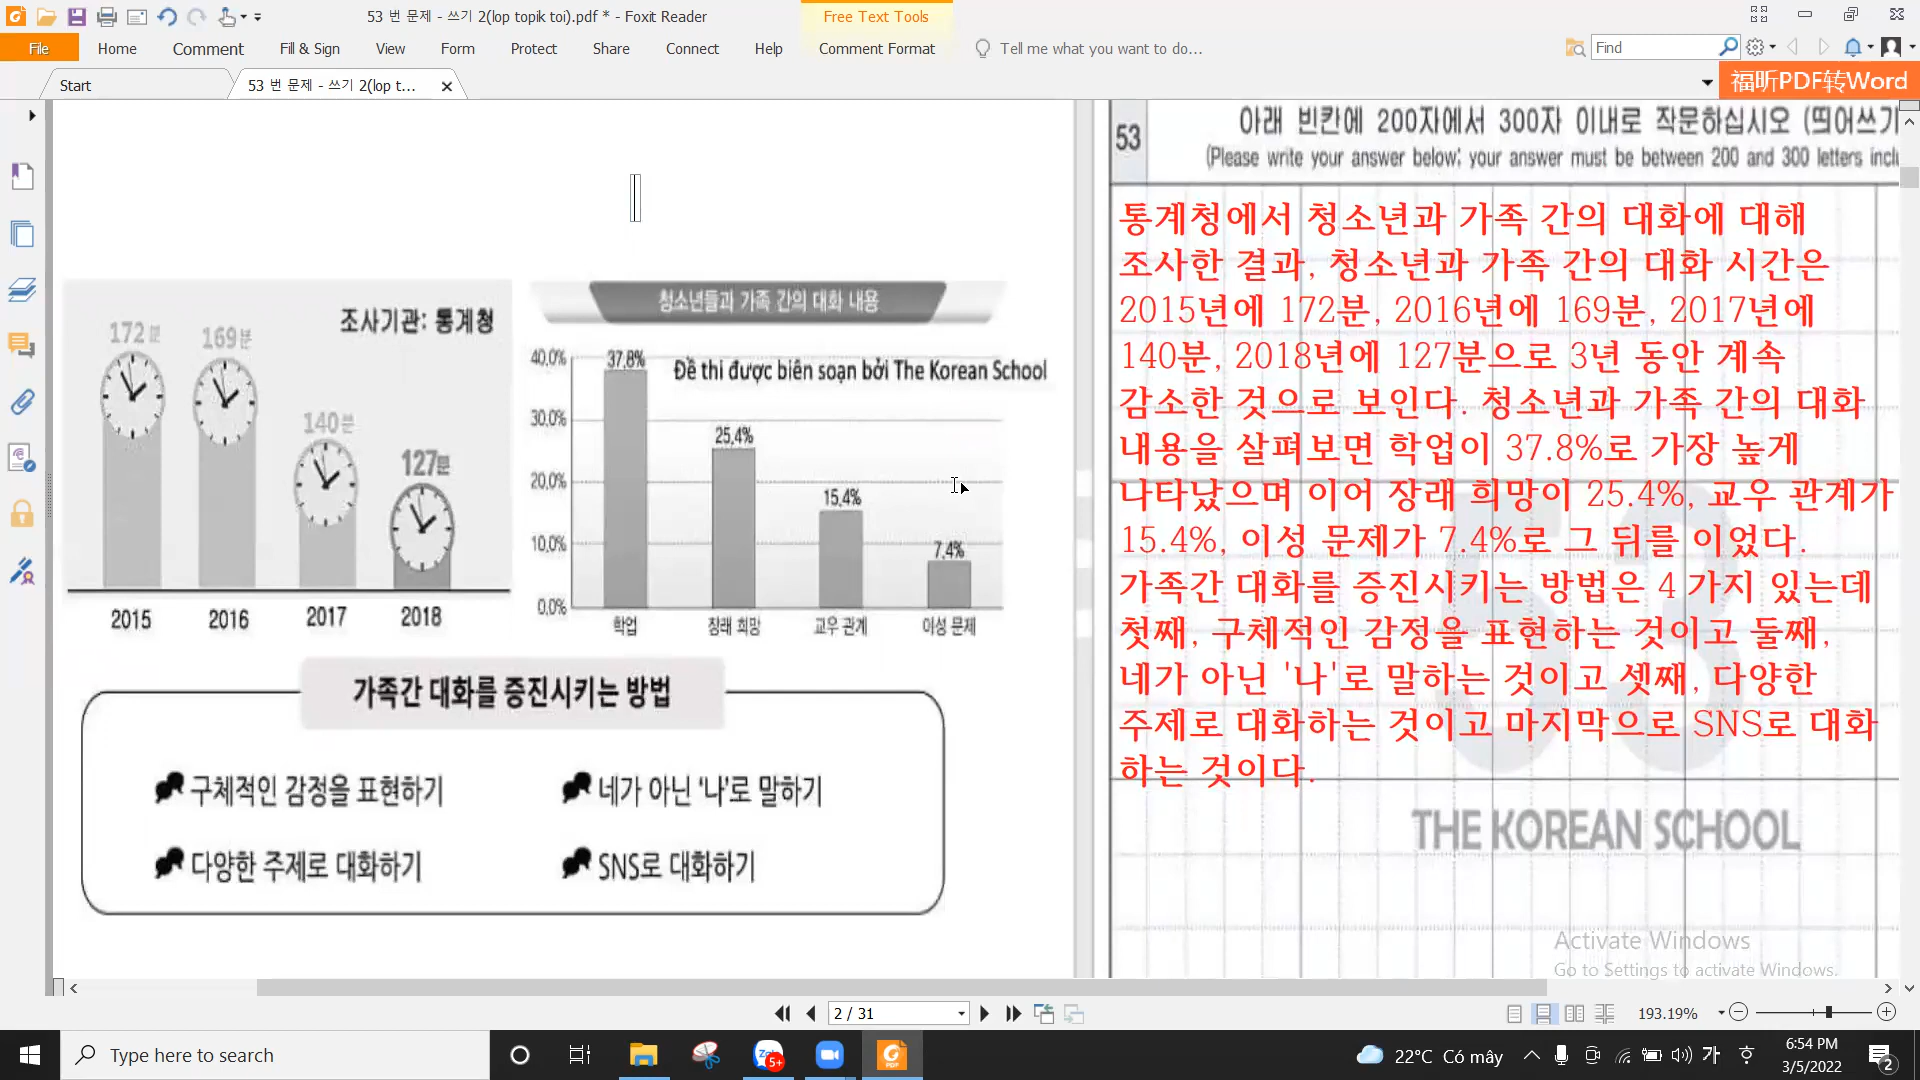 53 번 문제 - 쓰기 2(lop topik toi).pdf * - Foxit Reader
Free Text Tools
File
Home
Comment
Fill & Sign
View
Form
Protect
Share
Connect
Help
Comment Format
Tell me what you want to do...
Find
Start
53 번 문제 - 쓰기 2(lop t...
福昕PDF转Word
조사기관: 통계청
172분
169분
140분
127분
2015
2016
2017
2018
청소년들과 가족 간의 대화 내용
Đề thi được biên soạn bởi The Korean School
40,0%
30,0%
20,0%
10,0%
0,0%
37,8%
25,4%
15,4%
7,4%
학업
장래 희망
교우 관계
이성 문제
가족간 대화를 증진시키는 방법
구체적인 감정을 표현하기
네가 아닌 '나'로 말하기
다양한 주제로 대화하기
SNS로 대화하기
53
아래 빈칸에 200자에서 300자 이내로 작문하십시오 (띄어쓰기
(Please write your answer below; your answer must be between 200 and 300 letters inclu
통계청에서 청소년과 가족 간의 대화에 대해
조사한 결과, 청소년과 가족 간의 대화 시간은
2015년에 172분, 2016년에 169분, 2017년에
140분, 2018년에 127분으로 3년 동안 계속
감소한 것으로 보인다. 청소년과 가족 간의 대화
내용을 살펴보면 학업이 37.8%로 가장 높게
나타났으며 이어 장래 희망이 25.4%, 교우 관계가
15.4%, 이성 문제가 7.4%로 그 뒤를 이었다.
가족간 대화를 증진시키는 방법은 4 가지 있는데
첫째, 구체적인 감정을 표현하는 것이고 둘째,
네가 아닌 '나'로 말하는 것이고 셋째, 다양한
주제로 대화하는 것이고 마지막으로 SNS로 대화
하는 것이다.
53
THE KOREAN SCHOOL
Activate Windows
Go to Settings to activate Windows.
2 / 31
193.19%
Type here to search
Zalo
5+
22°C Có mây
가
6:54 PM
3/5/2022
2